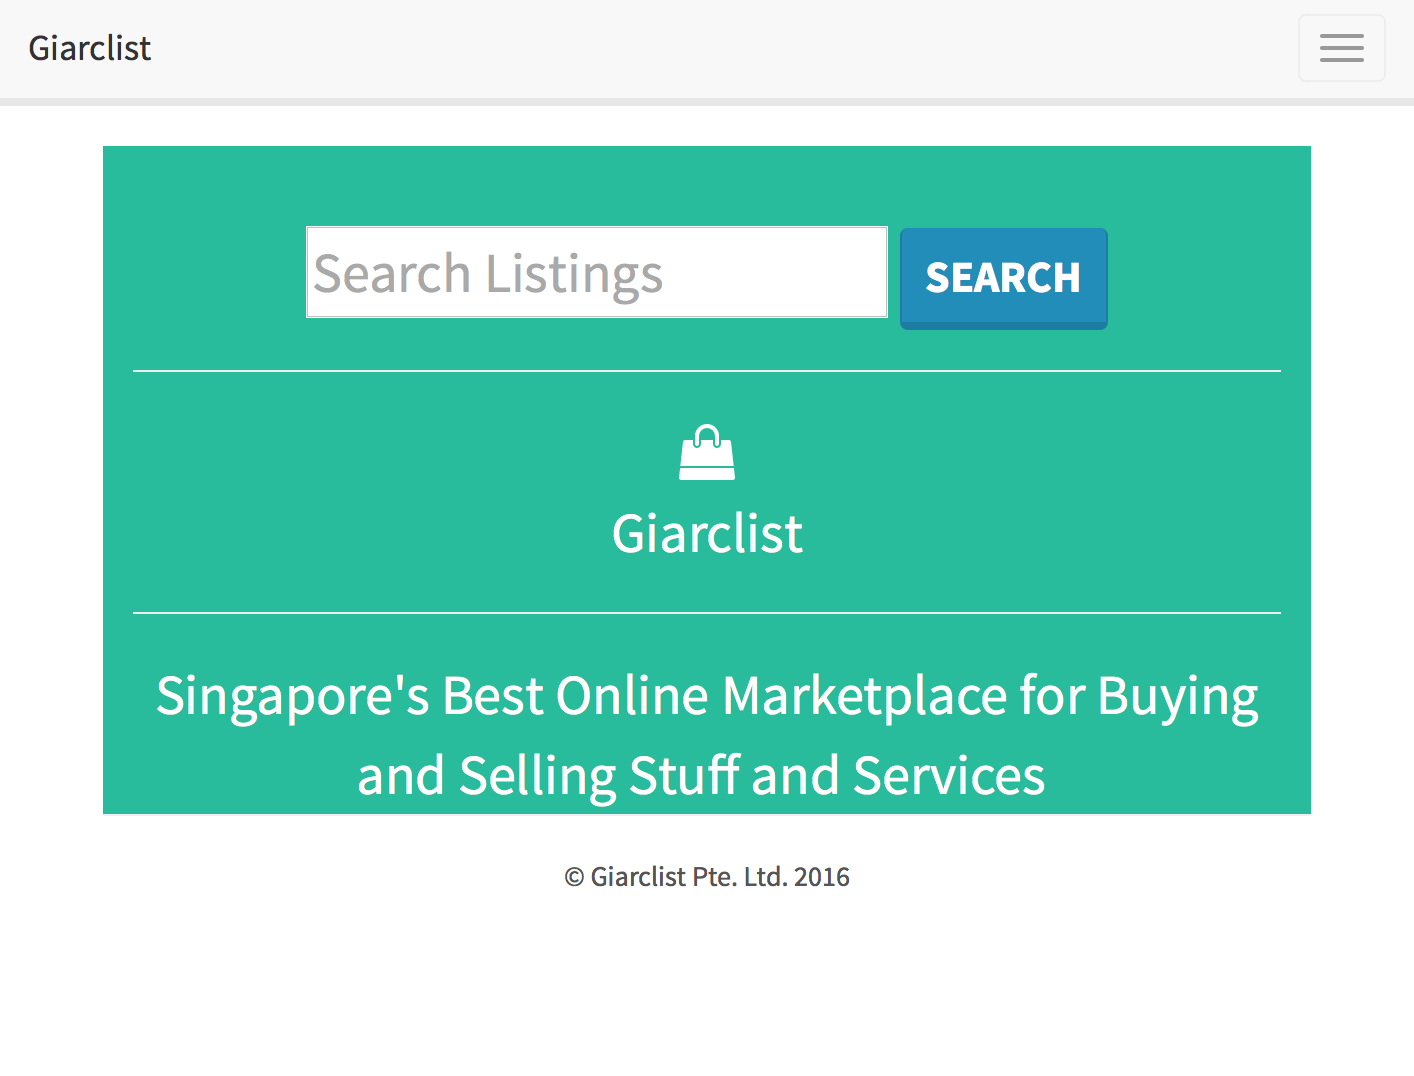 Giarclist
Search Listings
SEARCH
Giarclist
Singapore's Best Online Marketplace for Buying
and Selling Stuff and Services
© Giarclist Pte. Ltd. 2016